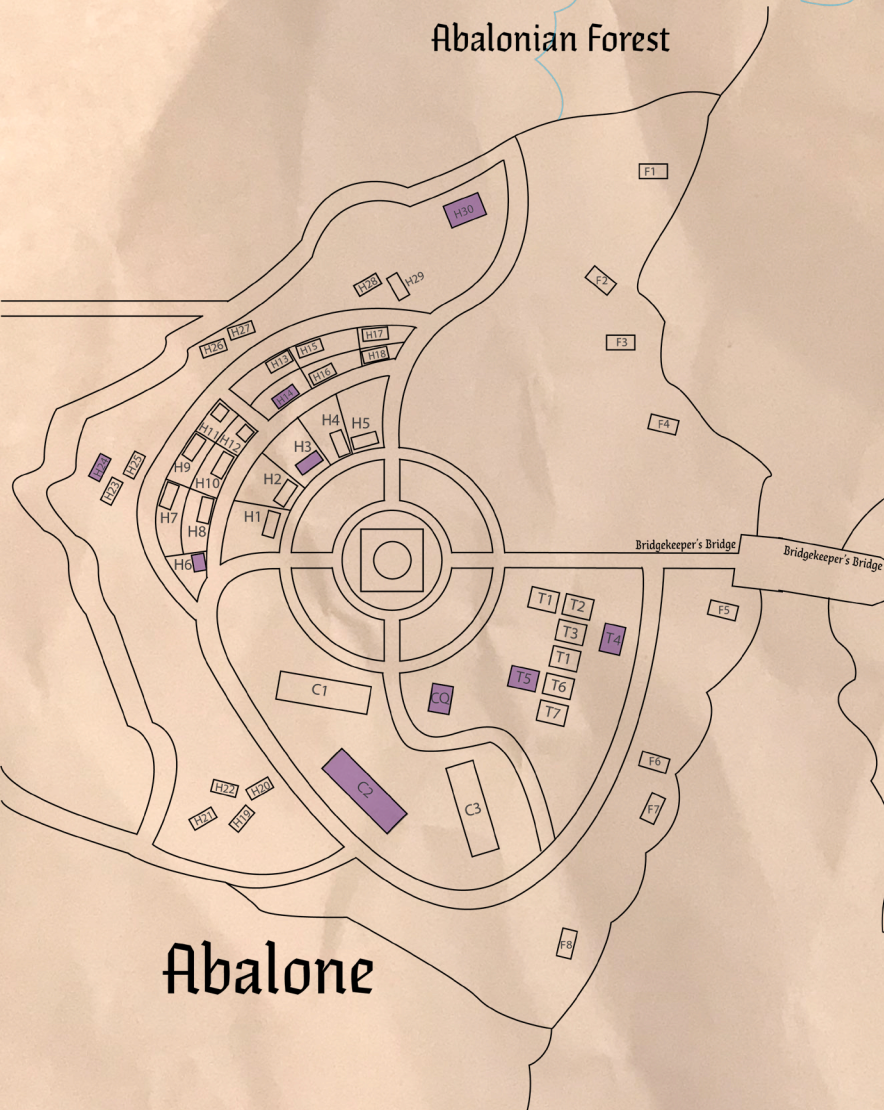 Abalonian Forest
F1
H30
F2
H28
H29
H27
H26
F3
H17
H15
H18
H13
H16
H14
F4
H4
H5
H11
H12
H3
H9
H24
H25
H2
H10
H23
H7
H1
H8
H6
Bridgekeeper's Bridge
Bridgekeeper's Bridge
T1
T2
F5
T3
T4
T1
T5
T6
C1
CQ
T7
F6
H22
H20
C2
F7
C3
H21
H19
F8
Abalone